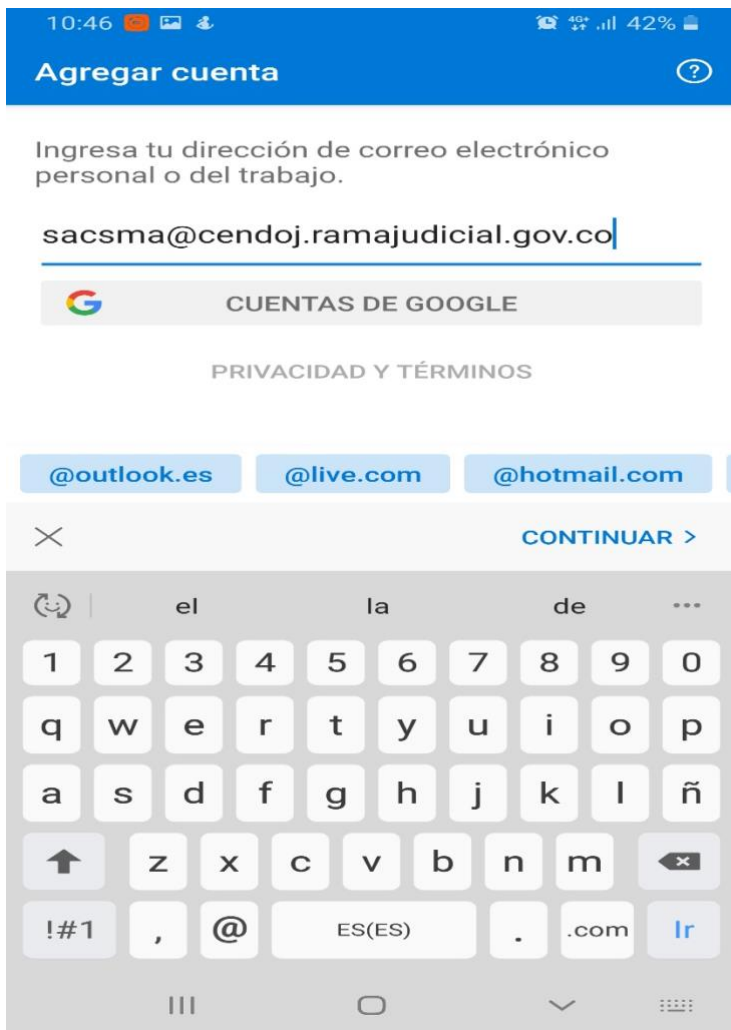 10:46 4G+ 42%
Agregar cuenta
?
Ingresa tu dirección de correo electrónico
personal o del trabajo.
sacsma@cendoj.ramajudicial.gov.co
G CUENTAS DE GOOGLE
PRIVACIDAD Y TÉRMINOS
@outlook.es @live.com @hotmail.com
CONTINUAR >
el la de ...
1 2 3 4 5 6 7 8 9 0
q w e r t y u i o p
a s d f g h j k l ñ
z x c v b n m
!#1 , @ ES(ES) . .com Ir